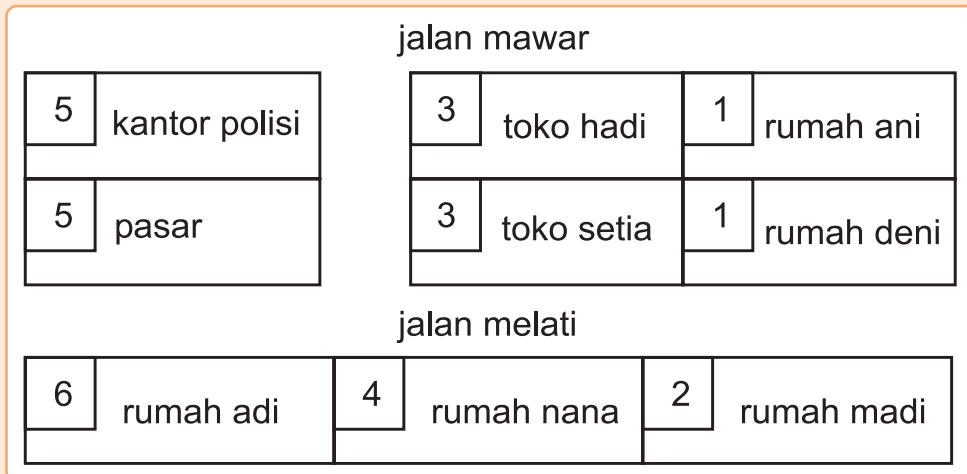 jalan mawar
5 kantor polisi 3 toko hadi 1 rumah ani
5 pasar 3 toko setia 1 rumah deni
jalan melati
6 rumah adi 4 rumah nana 2 rumah madi